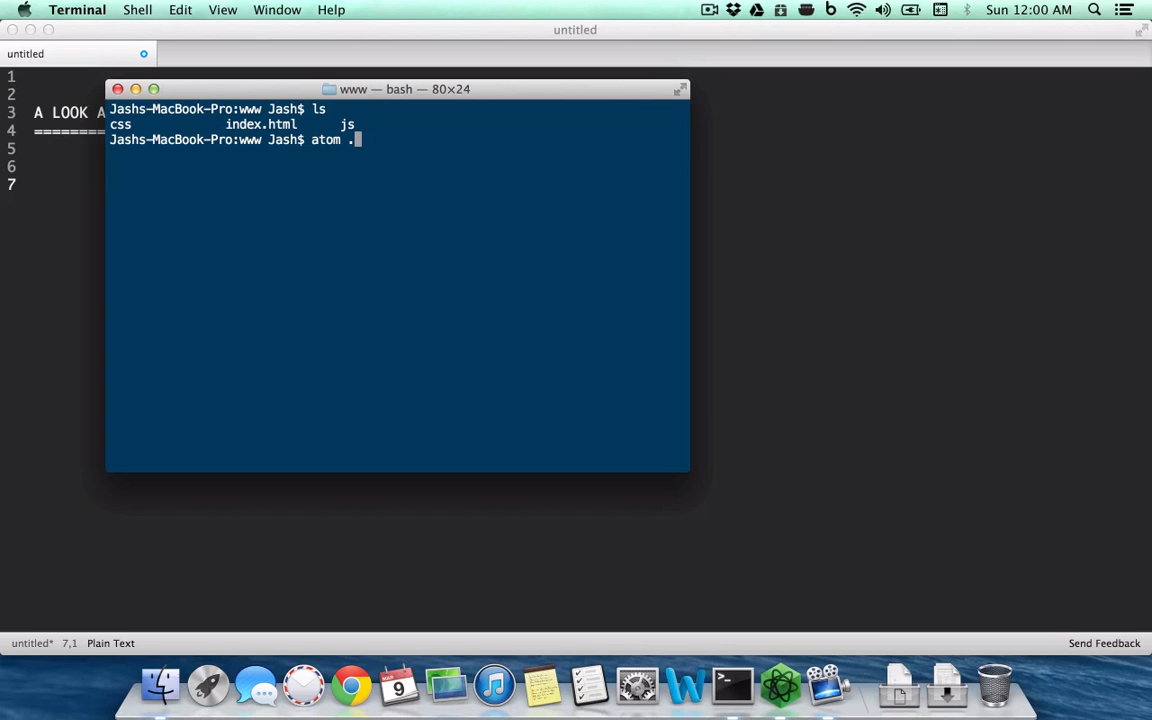 Terminal Shell Edit View Window Help Sun 12:00 AM
untitled
untitled
1
2
3 A LOOK A
4 ========
5
6
7
www — bash — 80×24
Jashs-MacBook-Pro:www Jash$ ls
css index.html js
Jashs-MacBook-Pro:www Jash$ atom .
untitled* 7,1 Plain Text Send Feedback
MAR
9